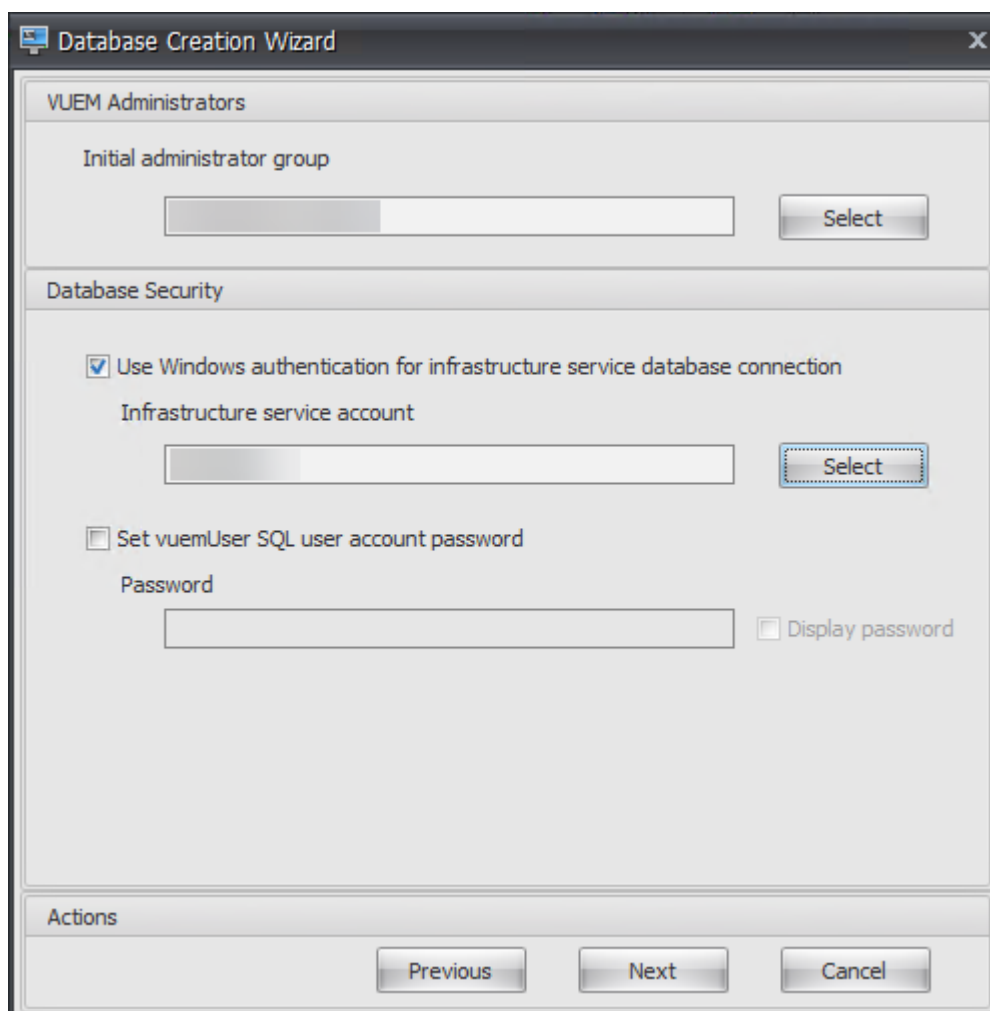 Database Creation Wizard
x
VUEM Administrators
Initial administrator group
Select
Database Security
Use Windows authentication for infrastructure service database connection
Infrastructure service account
Select
Set vuemUser SQL user account password
Password
Display password
Actions
Previous Next Cancel